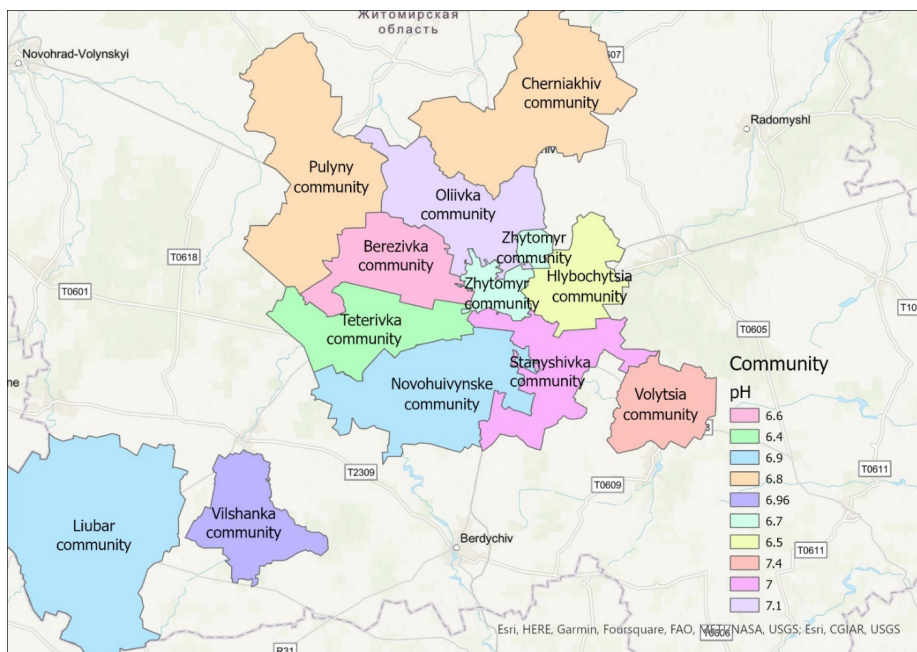 Житомирская
область
Novohrad-Volynskyi
607
Cherniakhiv
community
Radomyshl
Pulyny
community
Oliivka
community
Zhytomyr
community
Berezivka
community
T0618
Hlybochytsia
community
Zhytomyr
community
T0601
T10
Teterivka
community
T0605
Stanyshivka
community
Novohuivynske
community
Volytsia
community
Community
pH
6.6
6.4
6.9
6.8
6.96
6.7
6.5
7.4
7
7.1
T2309
T0609
T0611
Vilshanka
community
Liubar
community
Berdychiv
T0611
R31
Esri, HERE, Garmin, Foursquare, FAO, METI/NASA, USGS; Esri, CGIAR, USGS